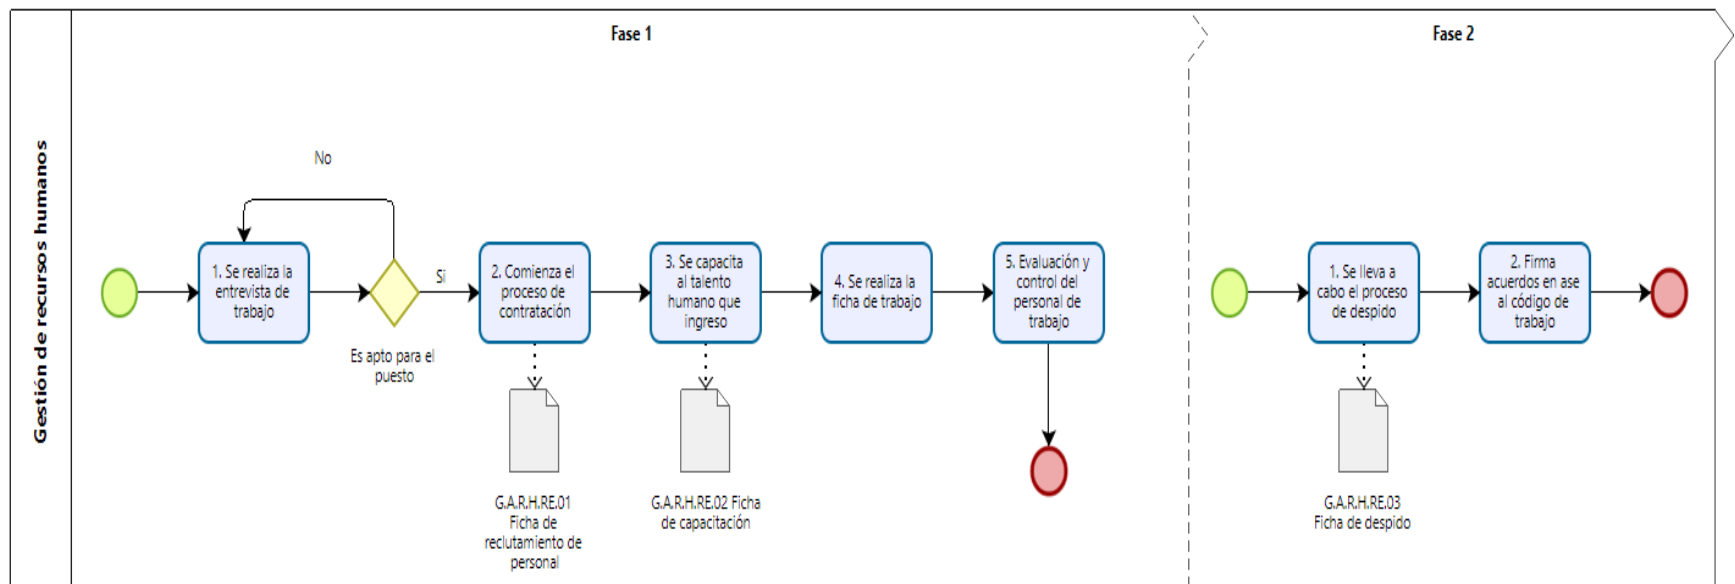 Gestión de recursos humanos
Fase 1
Fase 2
No
1. Se realiza la
entrevista de
trabajo
Es apto para el
puesto
Si
2. Comienza el
proceso de
contratación
3. Se capacita
al talento
humano que
ingreso
4. Se realiza la
ficha de trabajo
5. Evaluación y
control del
personal de
trabajo
G.A.R.H.RE.01
Ficha de
reclutamiento de
personal
G.A.R.H.RE.02 Ficha
de capacitación
1. Se lleva a
cabo el proceso
de despido
2. Firma
acuerdos en ase
al código de
trabajo
G.A.R.H.RE.03
Ficha de despido